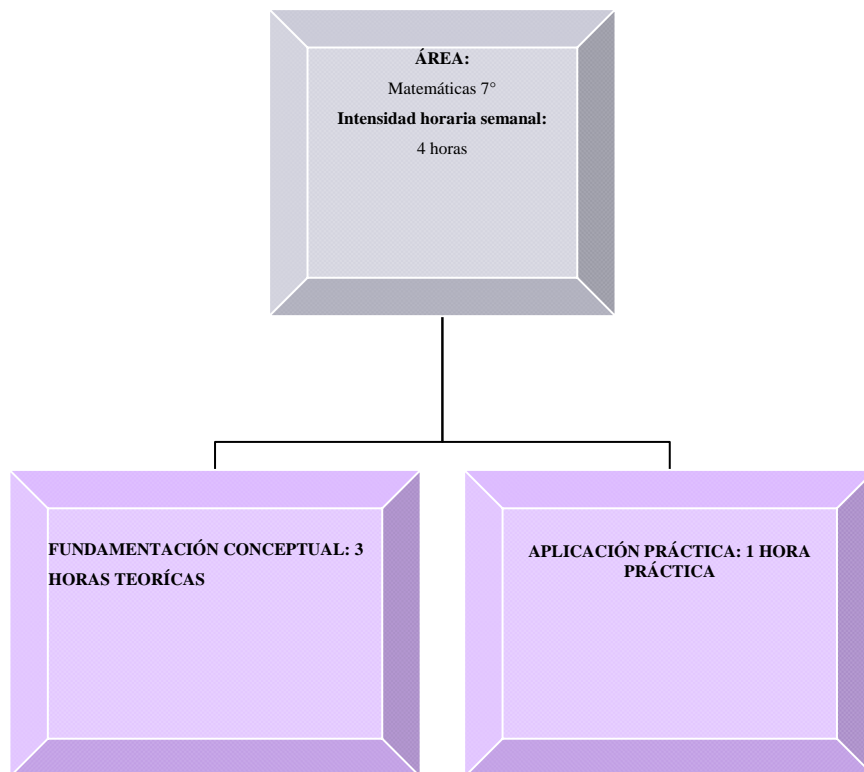 ÁREA:
Matemáticas 7°
Intensidad horaria semanal:
4 horas
FUNDAMENTACIÓN CONCEPTUAL: 3
HORAS TEORÍCAS
APLICACIÓN PRÁCTICA: 1 HORA
PRÁCTICA